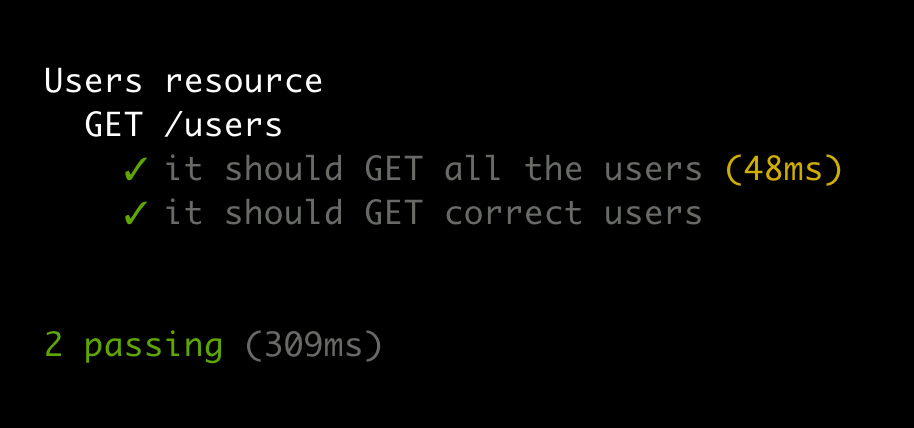 Users resource
GET /users
✓ it should GET all the users (48ms)
✓ it should GET correct users
2 passing (309ms)